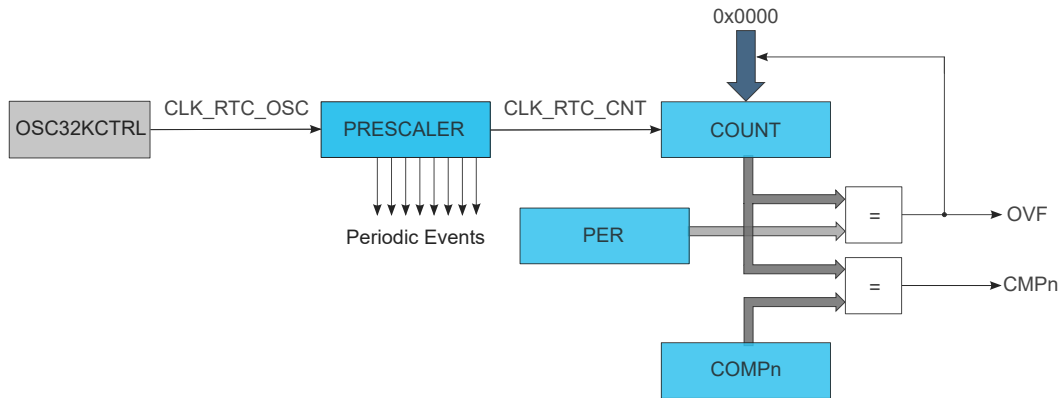 0x0000
CLK_RTC_OSC
CLK_RTC_CNT
OSC32KCTRL
PRESCALER
COUNT
=
OVF
PER
Periodic Events
=
CMPn
COMPn